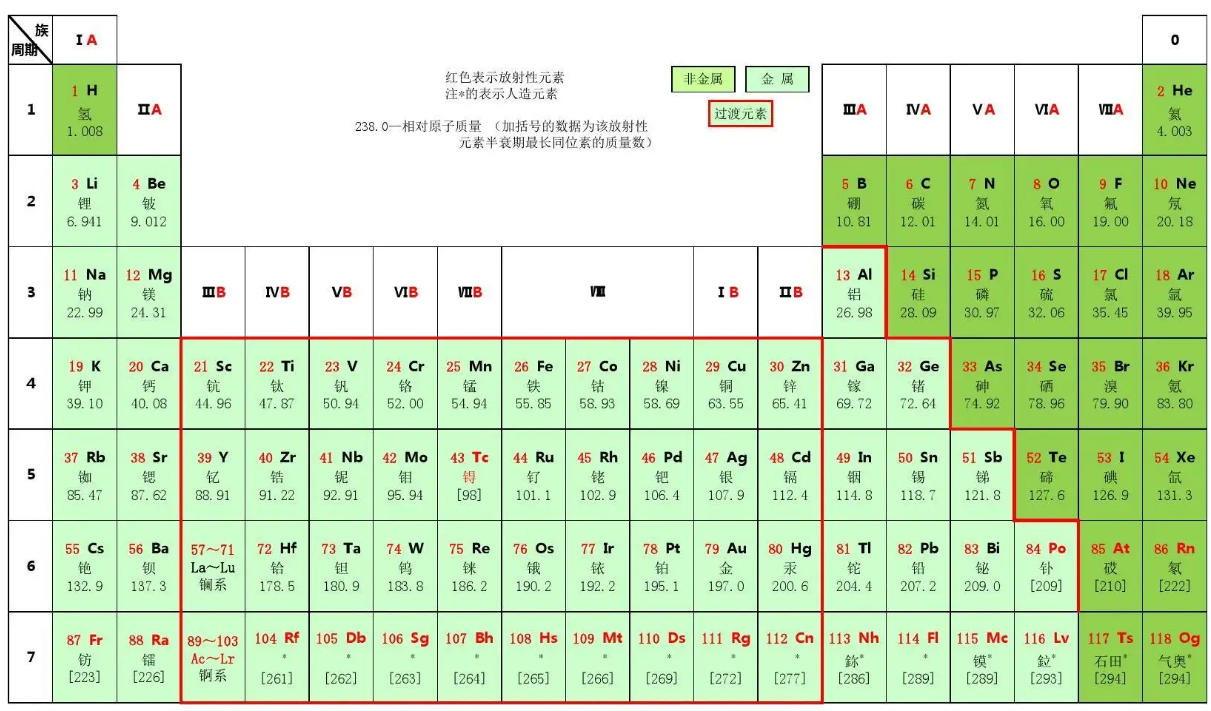 族
周期
ⅠA
0
红色表示放射性元素
注*的表示人造元素
238.0—相对原子质量 （加括号的数据为该放射性
元素半衰期最长同位素的质量数）
非金属 金 属
过渡元素
1
1 H
氢
1.008
ⅡA ⅢA ⅣA ⅤA ⅥA ⅦA
2 He
氦
4.003
2
3 Li 4 Be 5 B 6 C 7 N 8 O 9 F 10 Ne
锂 铍 硼 碳 氮 氧 氟 氖
6.941 9.012 10.81 12.01 14.01 16.00 19.00 20.18
3
11 Na 12 Mg
钠 镁
22.99 24.31
ⅢB ⅣB ⅤB ⅥB ⅦB Ⅷ ⅠB ⅡB
13 Al 14 Si 15 P 16 S 17 Cl 18 Ar
铝 硅 磷 硫 氯 氩
26.98 28.09 30.97 32.06 35.45 39.95
4
19 K 20 Ca 21 Sc 22 Ti 23 V 24 Cr 25 Mn 26 Fe 27 Co 28 Ni 29 Cu 30 Zn 31 Ga 32 Ge 33 As 34 Se 35 Br 36 Kr
钾 钙 钪 钛 钒 铬 锰 铁 钴 镍 铜 锌 镓 锗 砷 硒 溴 氪
39.10 40.08 44.96 47.87 50.94 52.00 54.94 55.85 58.93 58.69 63.55 65.41 69.72 72.64 74.92 78.96 79.90 83.80
5
37 Rb 38 Sr 39 Y 40 Zr 41 Nb 42 Mo 43 Tc 44 Ru 45 Rh 46 Pd 47 Ag 48 Cd 49 In 50 Sn 51 Sb 52 Te 53 I 54 Xe
铷 锶 钇 锆 铌 钼 锝 钌 铑 钯 银 镉 铟 锡 锑 碲 碘 氙
85.47 87.62 88.91 91.22 92.91 95.94 [98] 101.1 102.9 106.4 107.9 112.4 114.8 118.7 121.8 127.6 126.9 131.3
6
55 Cs 56 Ba 57～71 72 Hf 73 Ta 74 W 75 Re 76 Os 77 Ir 78 Pt 79 Au 80 Hg 81 Tl 82 Pb 83 Bi 84 Po 85 At 86 Rn
铯 钡 La～Lu 铪 钽 钨 铼 锇 铱 铂 金 汞 铊 铅 铋 钋 砹 氡
132.9 137.3 镧系 178.5 180.9 183.8 186.2 190.2 192.2 195.1 197.0 200.6 204.4 207.2 209.0 [209] [210] [222]
7
87 Fr 88 Ra 89～103 104 Rf 105 Db 106 Sg 107 Bh 108 Hs 109 Mt 110 Ds 111 Rg 112 Cn 113 Nh 114 Fl 115 Mc 116 Lv 117 Ts 118 Og
钫 镭 Ac～Lr * * * * * * * * * 鉨* * 镆* 鉝* 石田* 气奥*
[223] [226] 锕系 [261] [262] [263] [264] [265] [266] [269] [272] [277] [286] [289] [289] [293] [294] [294]